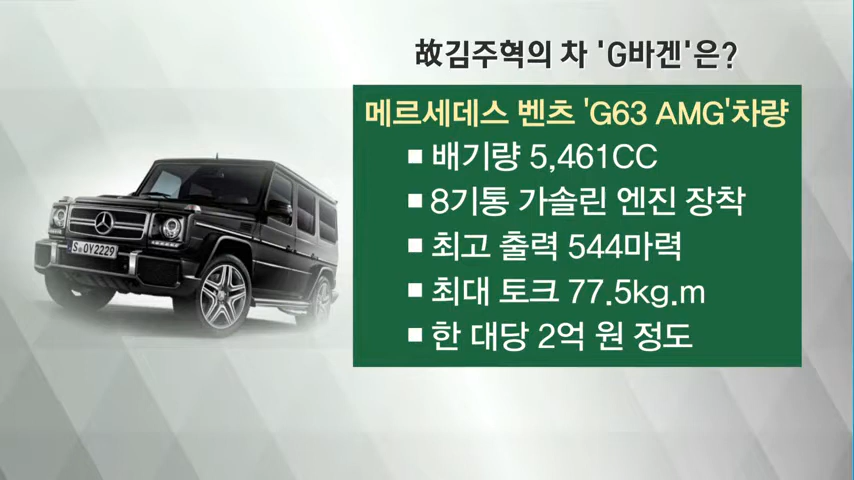 故김주혁의 차 'G바겐'은?
메르세데스 벤츠 'G63 AMG'차량
■ 배기량 5,461CC
■ 8기통 가솔린 엔진 장착
■ 최고 출력 544마력
■ 최대 토크 77.5kg.m
■ 한 대당 2억 원 정도
S OY2229